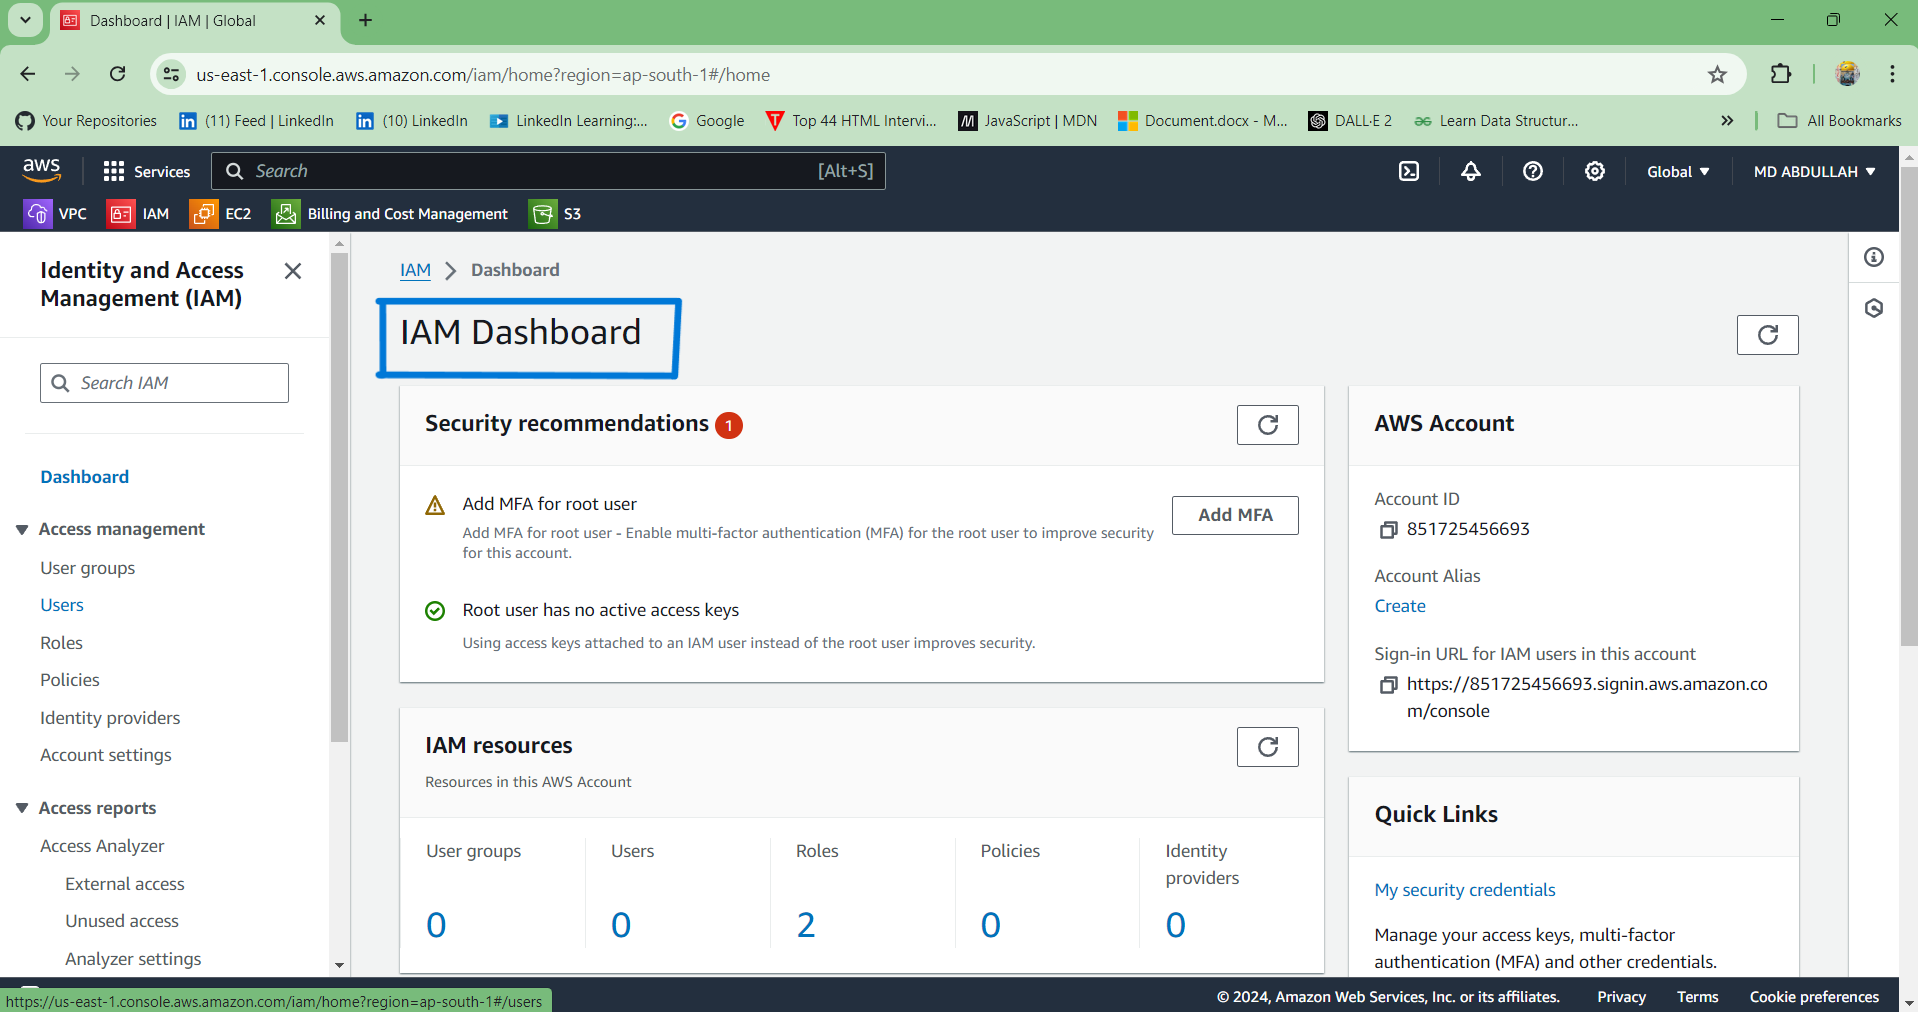 Dashboard | IAM | Global
us-east-1.console.aws.amazon.com/iam/home?region=ap-south-1#/home
Your Repositories
(11) Feed | LinkedIn
(10) LinkedIn
LinkedIn Learning:...
Google
Top 44 HTML Intervi...
JavaScript | MDN
Document.docx - M...
DALL·E 2
Learn Data Structur...
All Bookmarks
aws
Services
Search
[Alt+S]
Global
MD ABDULLAH
VPC
IAM
EC2
Billing and Cost Management
S3
Identity and Access
Management (IAM)
Search IAM
Dashboard
Access management
User groups
Users
Roles
Policies
Identity providers
Account settings
Access reports
Access Analyzer
External access
Unused access
Analyzer settings
IAM
Dashboard
IAM Dashboard
Security recommendations 1
Add MFA for root user
Add MFA for root user - Enable multi-factor authentication (MFA) for the root user to improve security
for this account.
Add MFA
Root user has no active access keys
Using access keys attached to an IAM user instead of the root user improves security.
IAM resources
Resources in this AWS Account
User groups
0
Users
0
Roles
2
Policies
0
Identity
providers
0
AWS Account
Account ID
851725456693
Account Alias
Create
Sign-in URL for IAM users in this account
https://851725456693.signin.aws.amazon.co
m/console
Quick Links
My security credentials
Manage your access keys, multi-factor
authentication (MFA) and other credentials.
https://us-east-1.console.aws.amazon.com/iam/home?region=ap-south-1#/users
© 2024, Amazon Web Services, Inc. or its affiliates.
Privacy
Terms
Cookie preferences